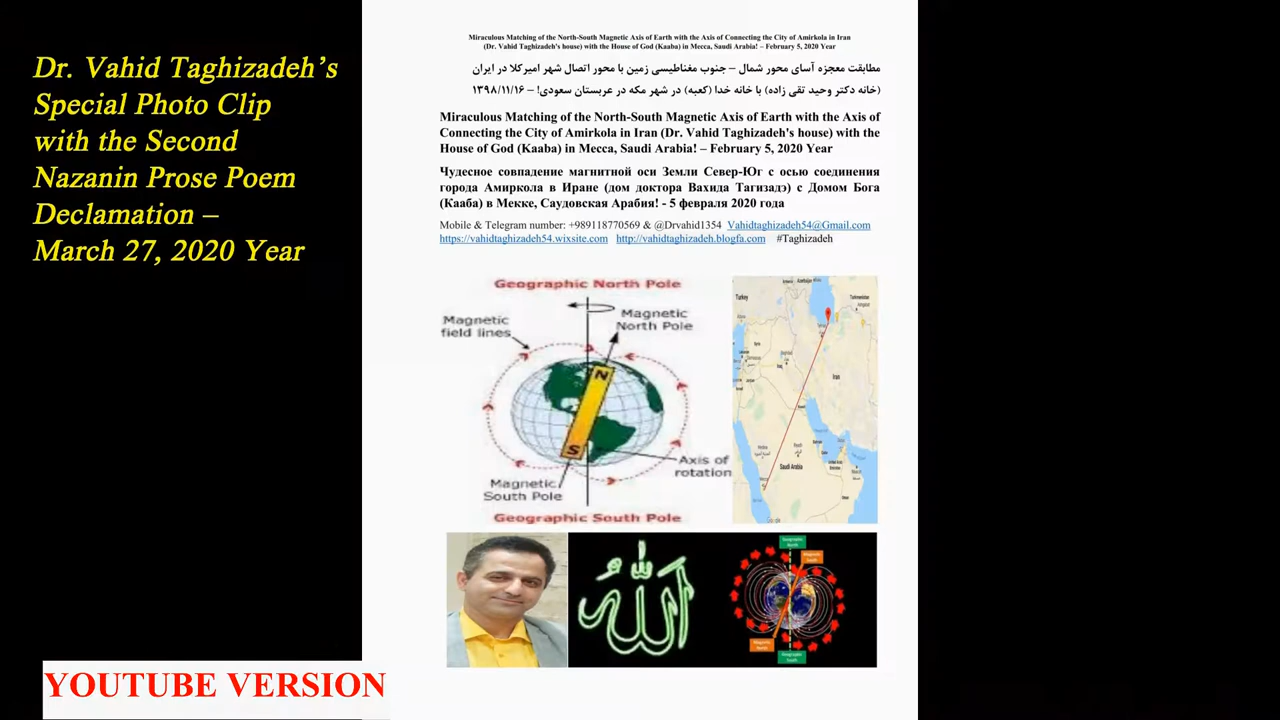 Dr. Vahid Taghizadeh's
Special Photo Clip
with the Second
Nazanin Prose Poem
Declamation –
March 27, 2020 Year
YOUTUBE VERSION
Miraculous Matching of the North-South Magnetic Axis of Earth with the Axis of Connecting the City of Amirkola in Iran
(Dr. Vahid Taghizadeh's house) with the House of God (Kaaba) in Mecca, Saudi Arabia! – February 5, 2020 Year
مطابقت معجزه آسای محور شمال – جنوب مغناطیسی زمین با محور اتصال شهر امیرکلا در ایران
(خانه دکتر وحید تقی زاده) با خانه خدا (کعبه) در شهر مکه در عربستان سعودی! – ۱۳۹۸/۱۱/۱۶
Miraculous Matching of the North-South Magnetic Axis of Earth with the Axis of
Connecting the City of Amirkola in Iran (Dr. Vahid Taghizadeh's house) with the
House of God (Kaaba) in Mecca, Saudi Arabia! – February 5, 2020 Year
Чудесное совпадение магнитной оси Земли Север-Юг с осью соединения
города Амиркола в Иране (дом доктора Вахида Тагизадэ) с Домом Бога
(Кааба) в Мекке, Саудовская Арабия! - 5 февраля 2020 года
Mobile & Telegram number: +989118770569 & @Drvahid1354 Vahidtaghizadeh54@Gmail.com
https://vahidtaghizadeh54.wixsite.com http://vahidtaghizadeh.blogfa.com #Taghizadeh
Geographic North Pole
Magnetic
field lines
Magnetic
North Pole
N
S
Axis of
rotation
Magnetic
South Pole
Geographic South Pole
Turkey
Iran
Saudi Arabia
الله